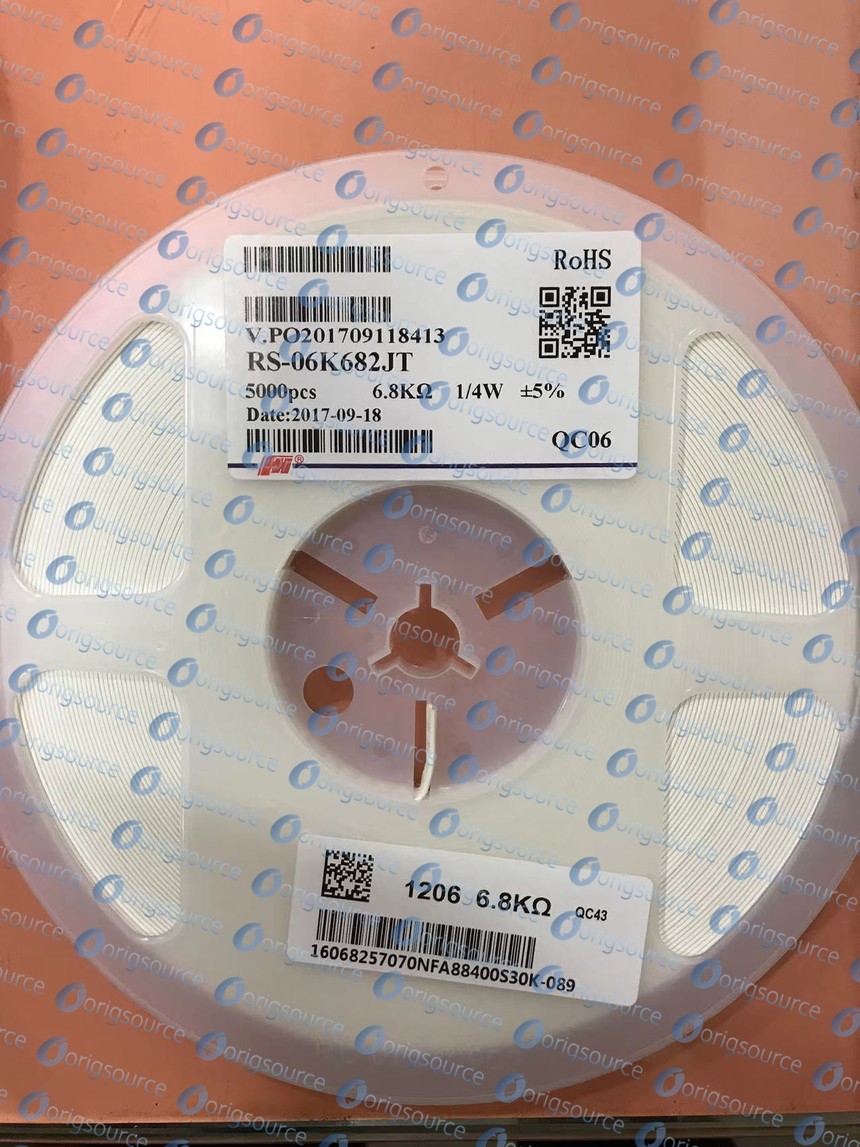 RoHS
V.PO201709118413
RS-06K682JT
5000pcs 6.8KΩ 1/4W ±5%
Date:2017-09-18
QC06
®
1206 6.8KΩ QC43
16068257070NFA88400S30K-089
origsource